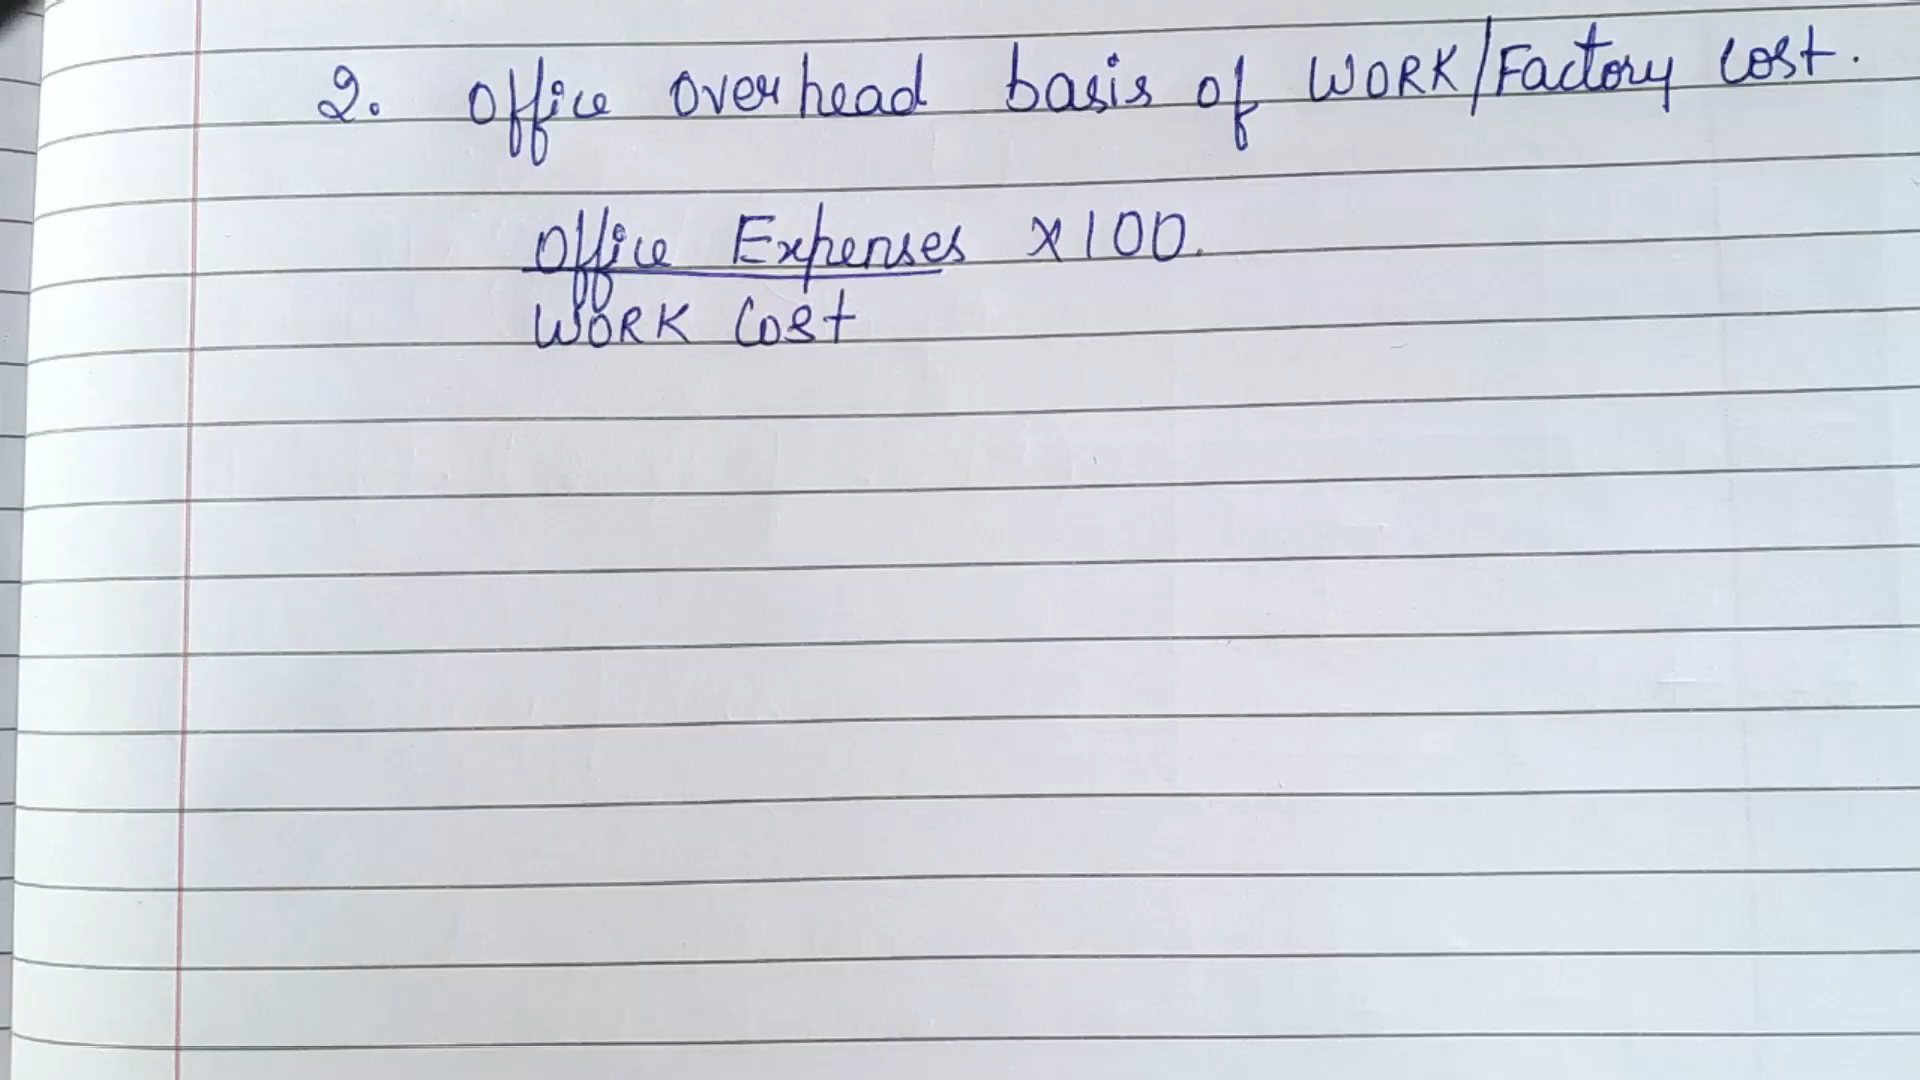 2. Office overhead basis of WORK/Factory Cost.
Office Expenses x100.
WORK Cost